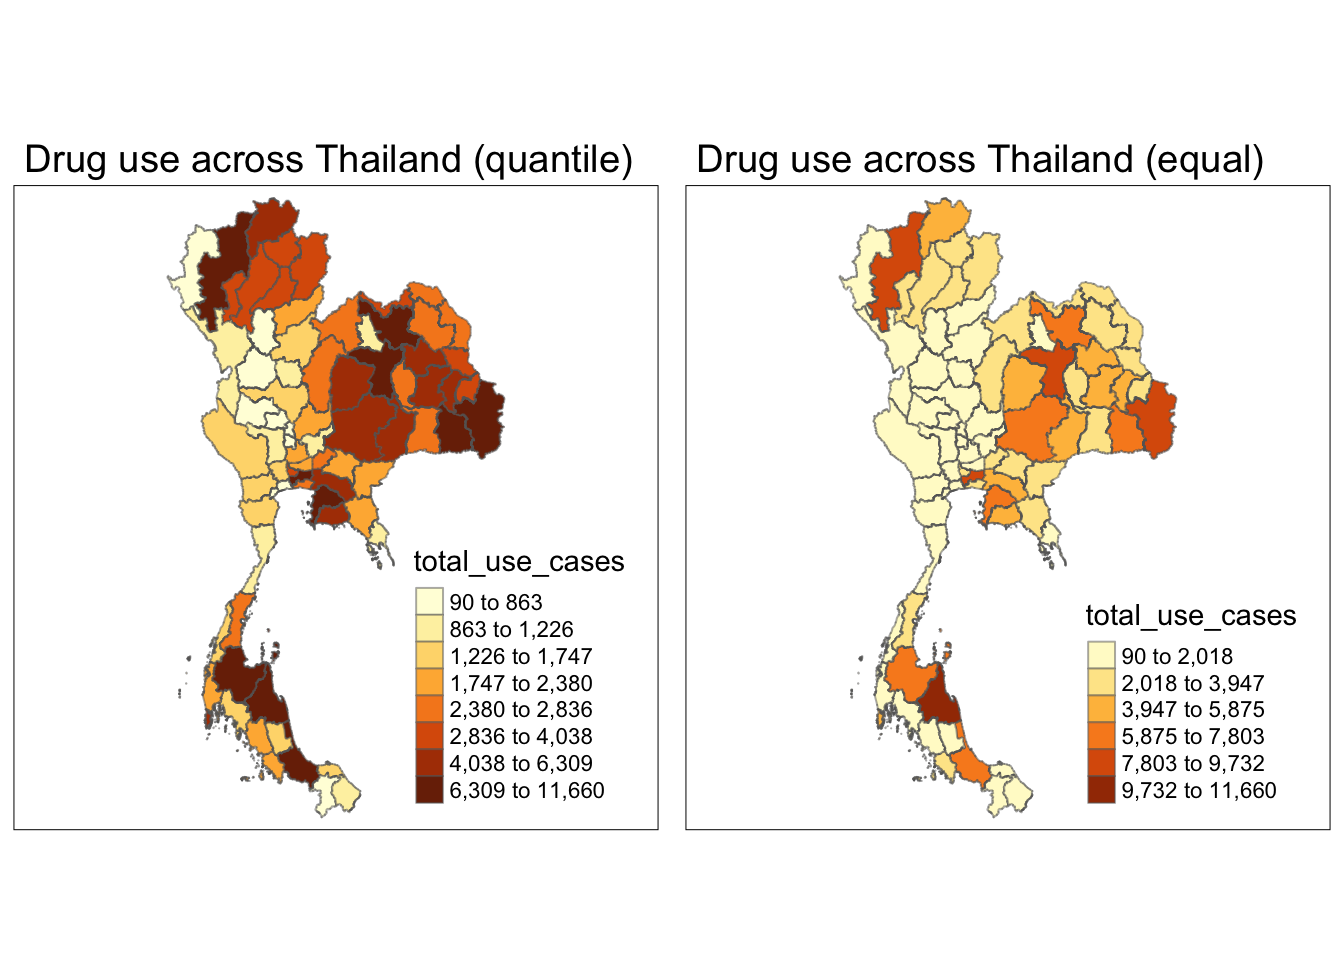 Drug use across Thailand (quantile)
total_use_cases
90 to 863
863 to 1,226
1,226 to 1,747
1,747 to 2,380
2,380 to 2,836
2,836 to 4,038
4,038 to 6,309
6,309 to 11,660
Drug use across Thailand (equal)
total_use_cases
90 to 2,018
2,018 to 3,947
3,947 to 5,875
5,875 to 7,803
7,803 to 9,732
9,732 to 11,660